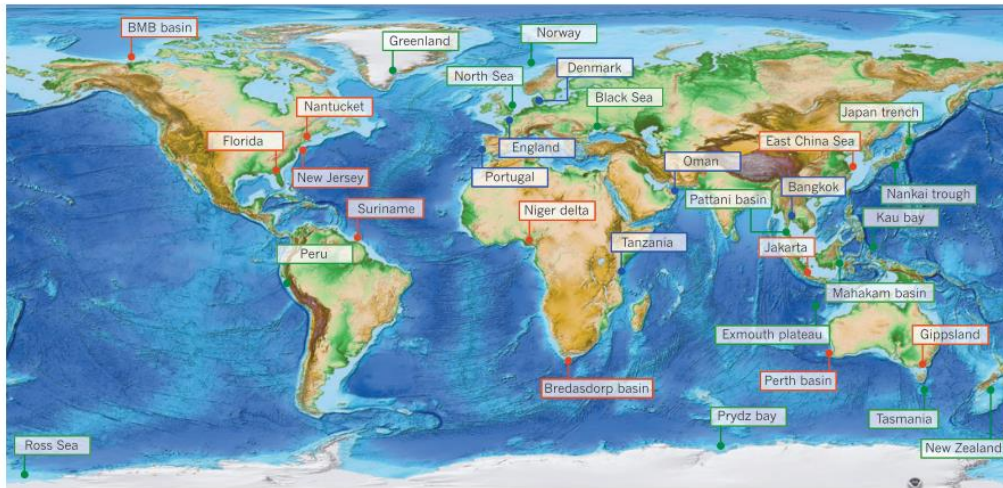 BMB basin
Norway
Greenland
Denmark
North Sea
Black Sea
Nantucket
Japan trench
Florida
East China Sea
England
Oman
New Jersey
Portugal
Bangkok
Nankai trough
Pattani basin
Suriname
Niger delta
Kau bay
Tanzania
Jakarta
Peru
Mahakam basin
Exmouth plateau
Gippsland
Bredasdorp basin
Perth basin
Prydz bay
Tasmania
Ross Sea
New Zealand